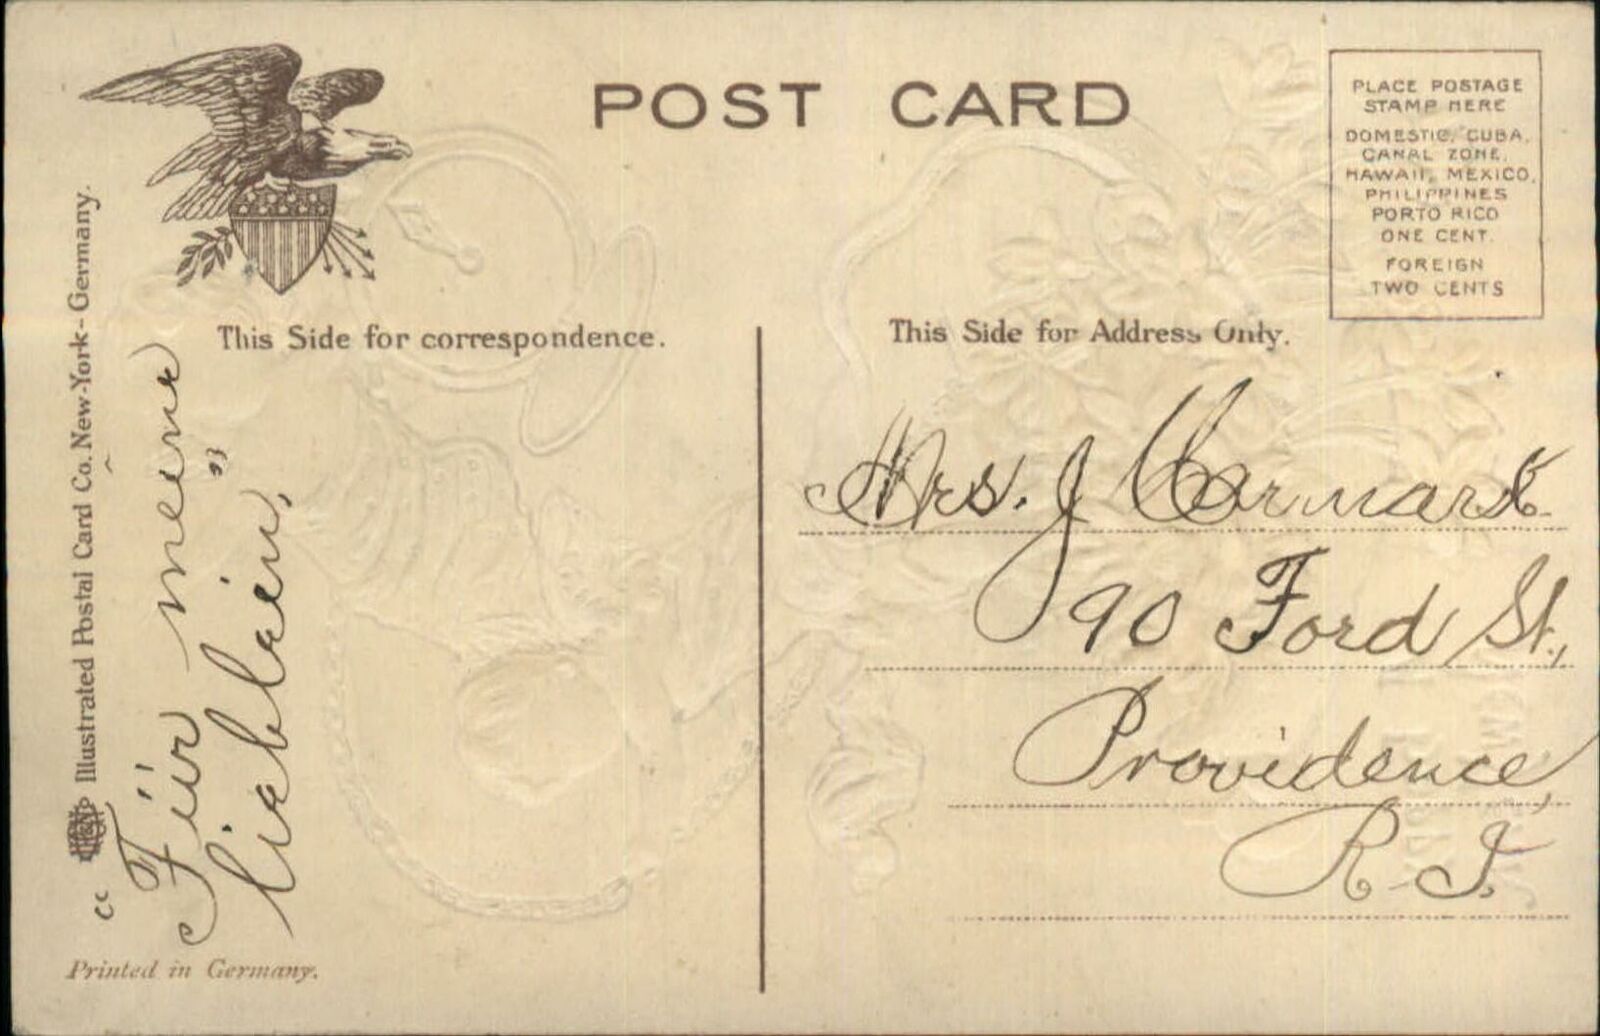 POST CARD
PLACE POSTAGE
STAMP HERE
DOMESTIC, CUBA,
CANAL ZONE,
HAWAII, MEXICO,
PHILIPPINES
PORTO RICO
ONE CENT.
FOREIGN
TWO CENTS
This Side for correspondence.
This Side for Address Only.
Illustrated Postal Card Co. New-York-Germany.
"Für meine
lieblein,"
Mrs. J
90 Ford St.,
Providence,
R. I.
Printed in Germany.